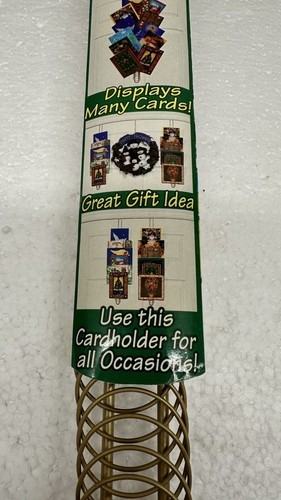 Displays
Many Cards!
Great Gift Idea
Use this
Cardholder for
all Occasions!